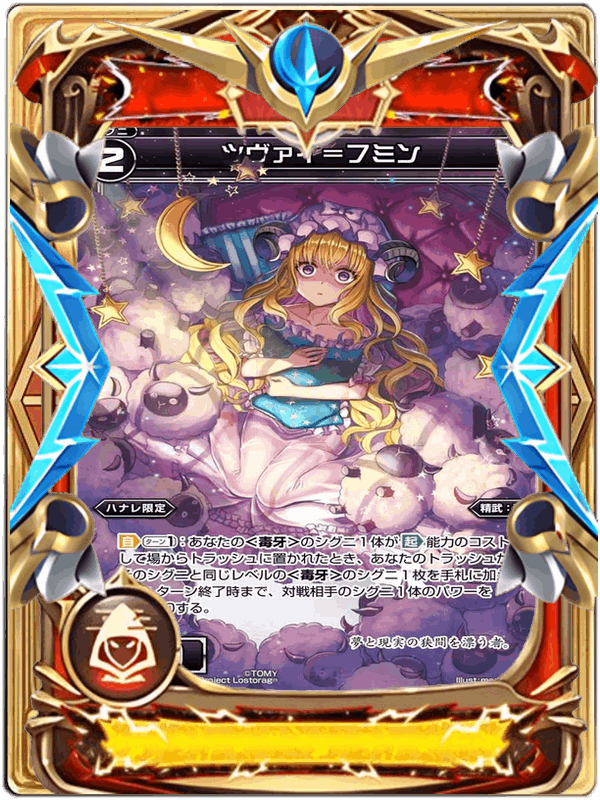 2
ツヴァイ=フミン
ハナレ限定
精武:
自 ターン1:あなたの<毒牙>のシグニ1体が 起 能力のコスト
して場からトラッシュに置かれたとき、あなたのトラッシュか
のシグニと同じレベルの<毒牙>のシグニ1枚を手札に加
ターン終了時まで、対戦相手のシグニ1体のパワーを
する。
夢と現実の狭間を漂う者。
©TOMY
roject Lostorag
Illust: